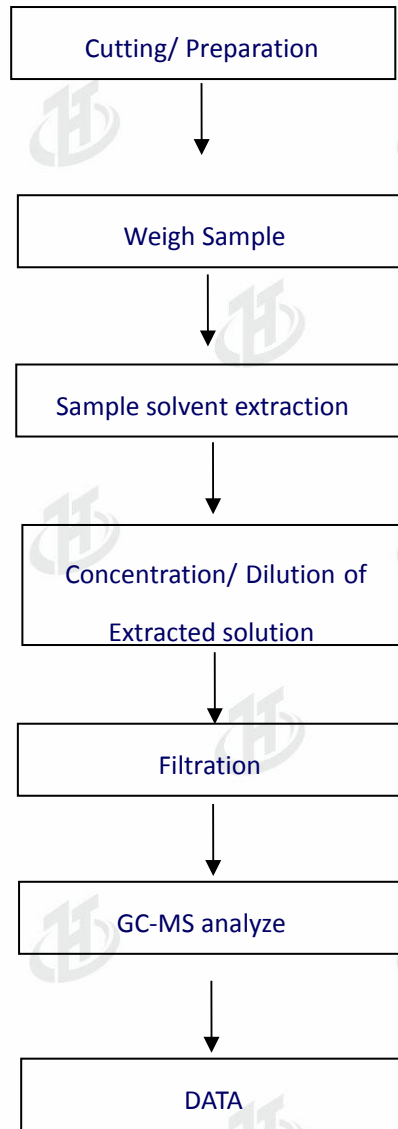 Cutting/ Preparation
Weigh Sample
Sample solvent extraction
Concentration/ Dilution of
Extracted solution
Filtration
GC-MS analyze
DATA